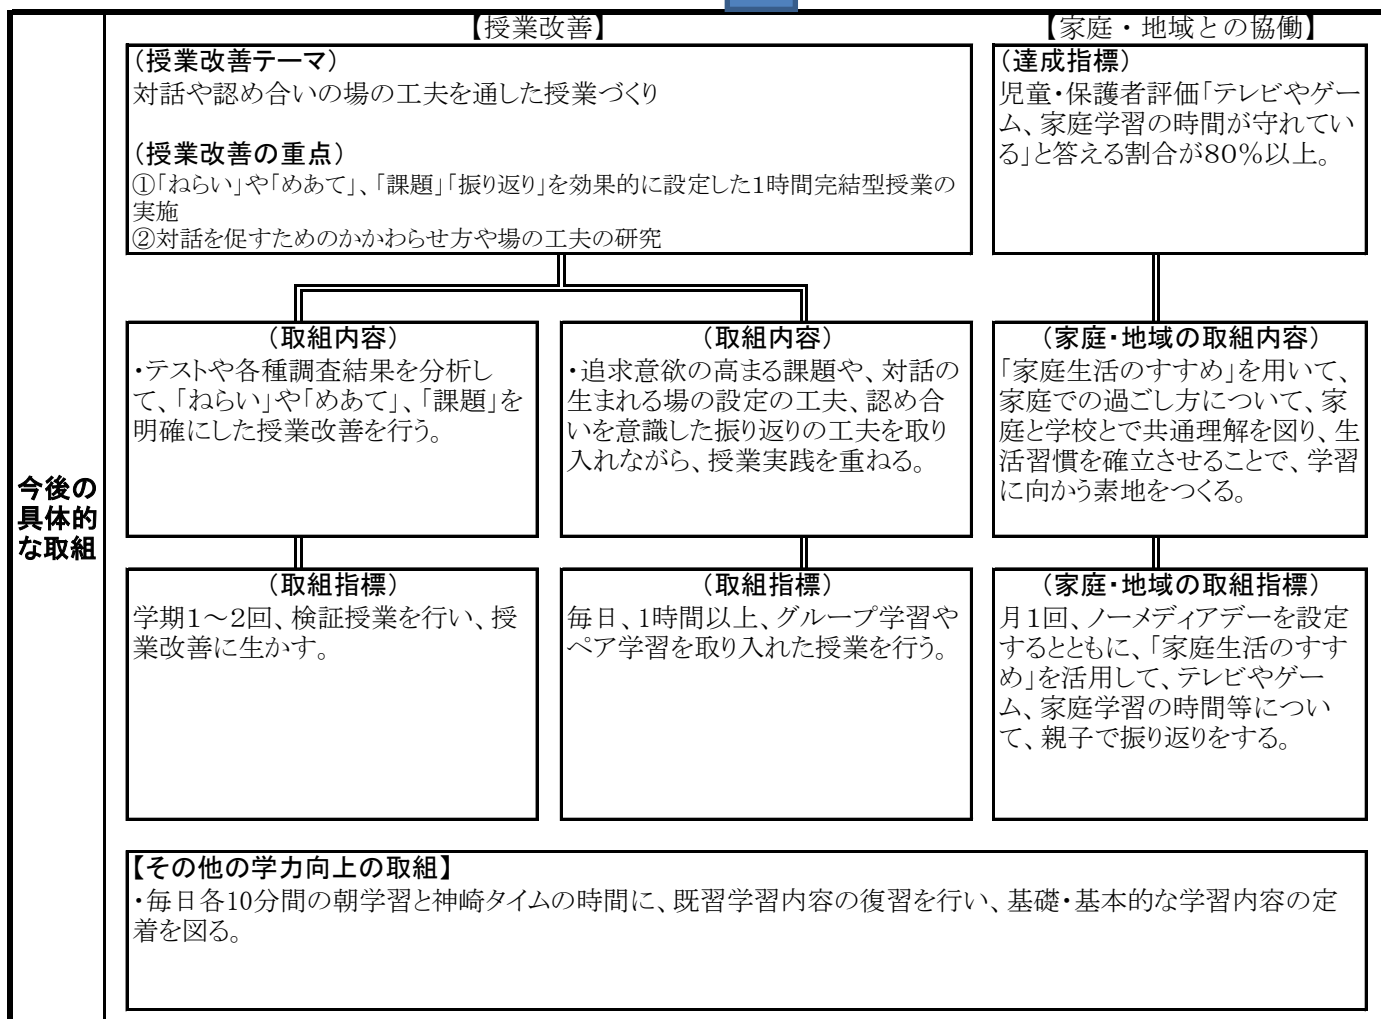 今後の
具体的
な取組
【授業改善】
（授業改善テーマ）
対話や認め合いの場の工夫を通した授業づくり
（授業改善の重点）
①「ねらい」や「めあて」、「課題」「振り返り」を効果的に設定した1時間完結型授業の
実施
②対話を促すためのかかわらせ方や場の工夫の研究
（取組内容）
・テストや各種調査結果を分析し
て、「ねらい」や「めあて」、「課題」を
明確にした授業改善を行う。
（取組指標）
学期１～２回、検証授業を行い、授
業改善に生かす。
（取組内容）
・追求意欲の高まる課題や、対話の
生まれる場の設定の工夫、認め合
いを意識した振り返りの工夫を取り
入れながら、授業実践を重ねる。
（取組指標）
毎日、1時間以上、グループ学習や
ペア学習を取り入れた授業を行う。
【家庭・地域との協働】
（達成指標）
児童・保護者評価「テレビやゲー
ム、家庭学習の時間が守れてい
る」と答える割合が80％以上。
（家庭・地域の取組内容）
「家庭生活のすすめ」を用いて、
家庭での過ごし方について、家
庭と学校とで共通理解を図り、生
活習慣を確立させることで、学習
に向かう素地をつくる。
（家庭・地域の取組指標）
月１回、ノーメディアデーを設定
するとともに、「家庭生活のすす
め」を活用して、テレビやゲー
ム、家庭学習の時間等につい
て、親子で振り返りをする。
【その他の学力向上の取組】
・毎日各10分間の朝学習と神崎タイムの時間に、既習学習内容の復習を行い、基礎・基本的な学習内容の定
着を図る。